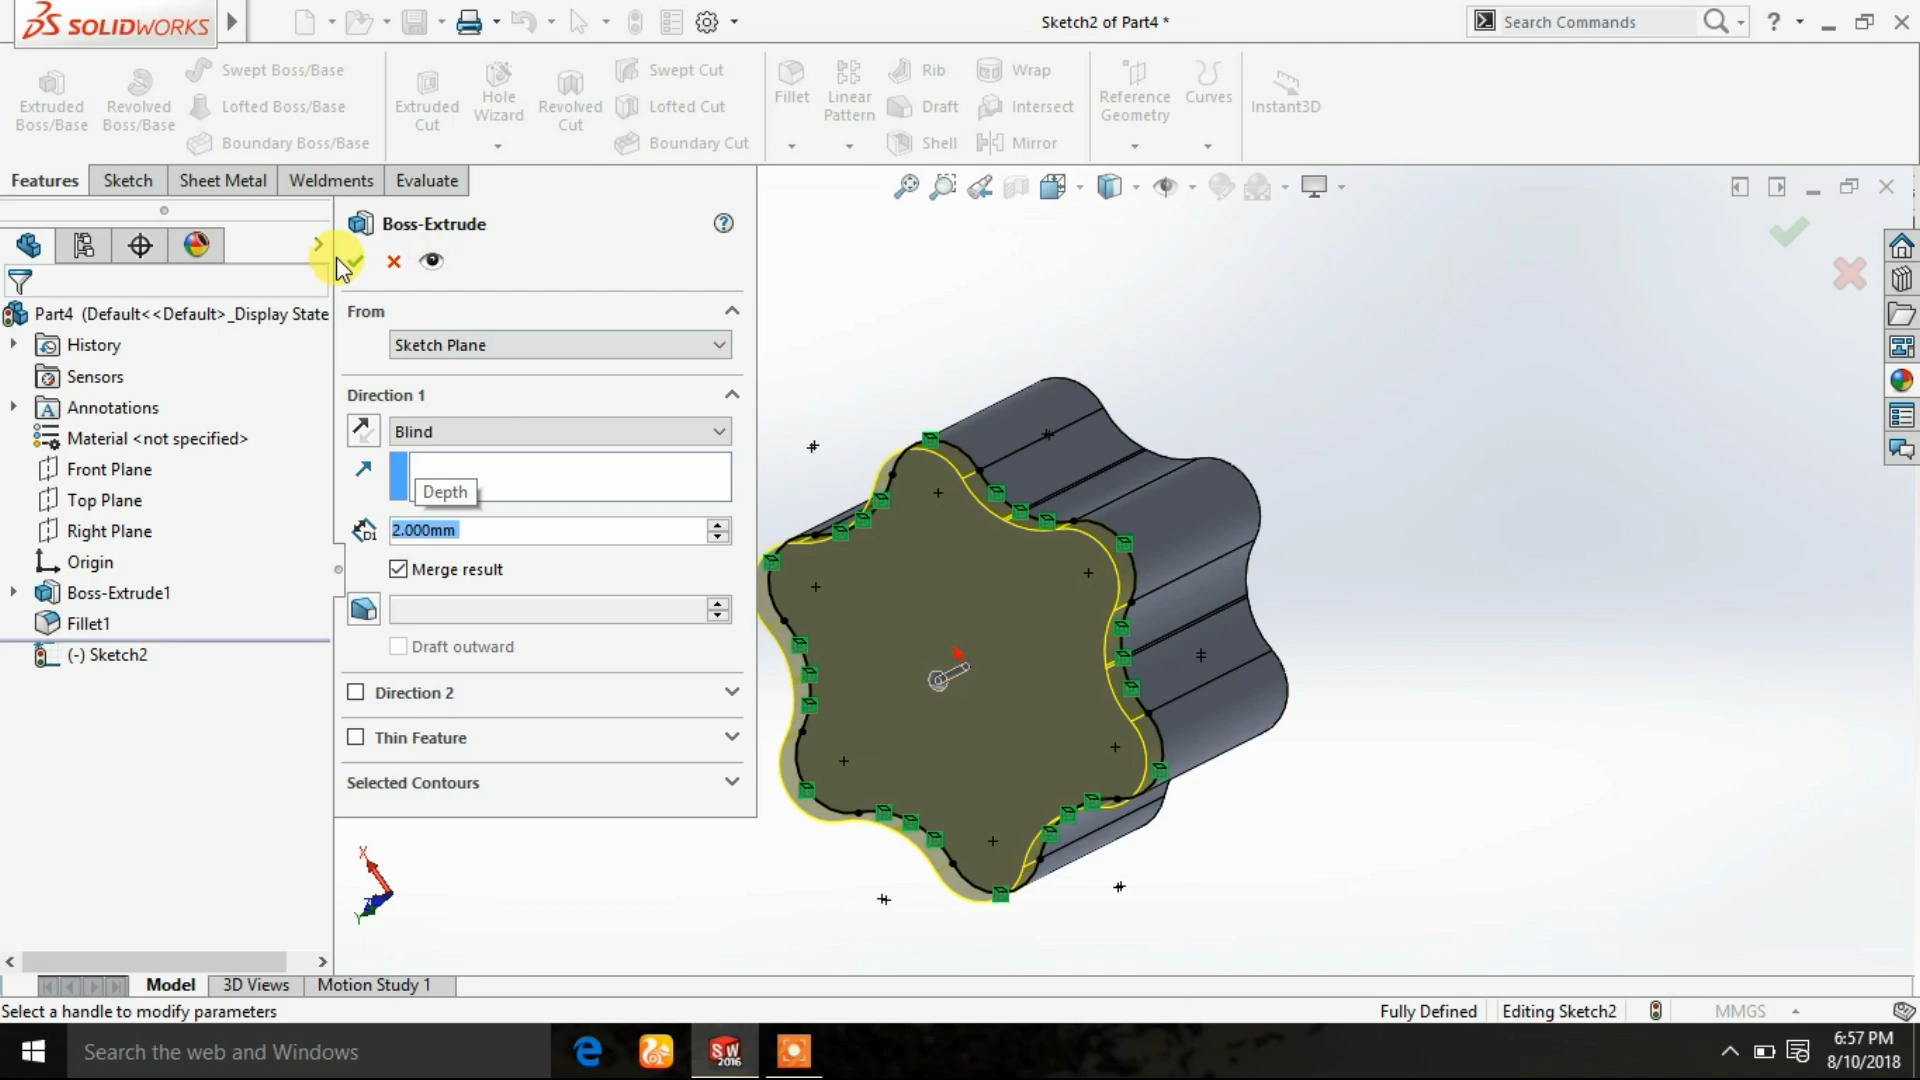 SOLIDWORKS
Sketch2 of Part4 *
Search Commands
?
Extruded Boss/Base
Revolved Boss/Base
Swept Boss/Base
Lofted Boss/Base
Boundary Boss/Base
Extruded Cut
Hole Wizard
Revolved Cut
Swept Cut
Lofted Cut
Boundary Cut
Fillet
Linear Pattern
Rib
Draft
Shell
Wrap
Intersect
Mirror
Reference Geometry
Curves
Instant3D
Features
Sketch
Sheet Metal
Weldments
Evaluate
Part4 (Default<<Default>_Display State
History
Sensors
Annotations
Material <not specified>
Front Plane
Top Plane
Right Plane
Origin
Boss-Extrude1
Fillet1
(-) Sketch2
Boss-Extrude
?
From
Sketch Plane
Direction 1
Blind
Depth
D1
2.000mm
Merge result
Draft outward
Direction 2
Thin Feature
Selected Contours
X
Y
Model
3D Views
Motion Study 1
Select a handle to modify parameters
Fully Defined
Editing Sketch2
MMGS
Search the web and Windows
SW
2016
6:57 PM
8/10/2018